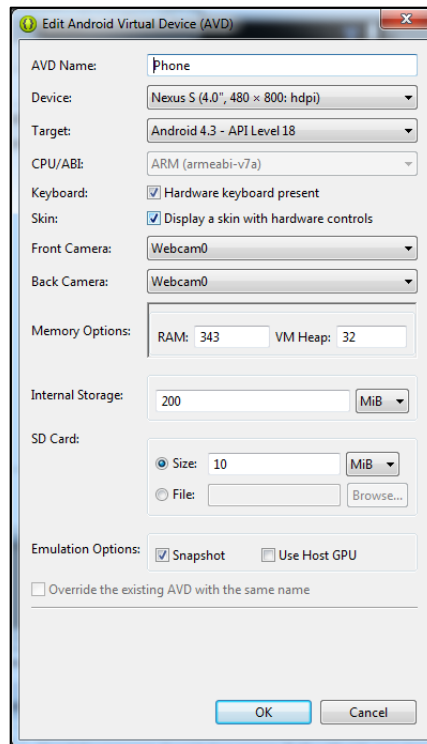 Edit Android Virtual Device (AVD)
AVD Name: Phone
Device: Nexus S (4.0", 480 × 800: hdpi)
Target: Android 4.3 - API Level 18
CPU/ABI: ARM (armeabi-v7a)
Keyboard: Hardware keyboard present
Skin: Display a skin with hardware controls
Front Camera: Webcam0
Back Camera: Webcam0
Memory Options: RAM: 343 VM Heap: 32
Internal Storage: 200 MiB
SD Card:
Size: 10 MiB
File: Browse...
Emulation Options: Snapshot Use Host GPU
Override the existing AVD with the same name
OK Cancel